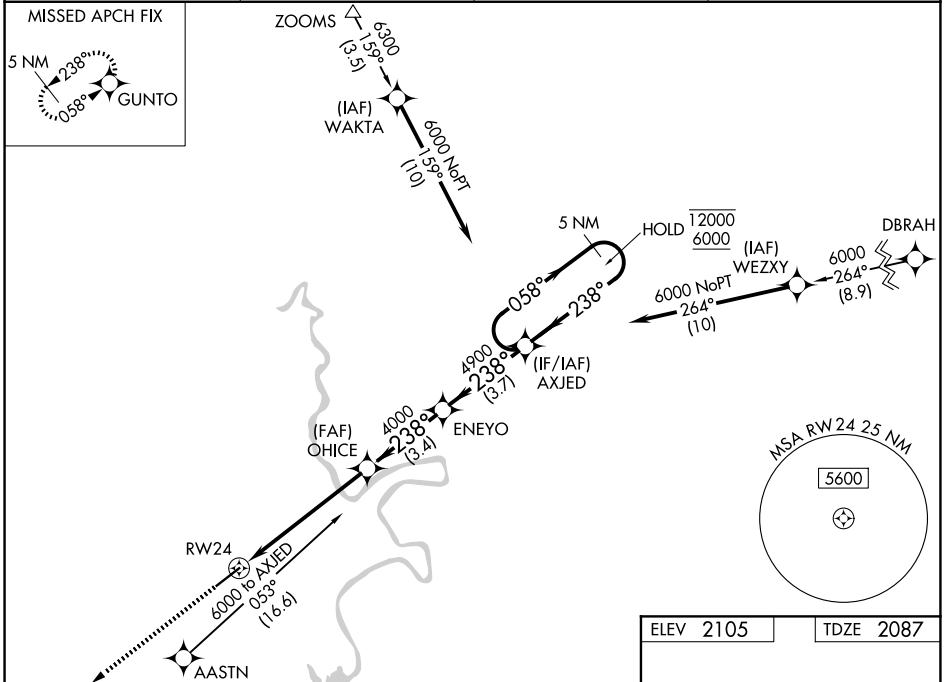 MISSED APCH FIX
5 NM
238°
058°
GUNTO
ZOOMS
6300
159°
(3.5)
(IAF)
WAKTA
6000 NoPT
159°
(10)
5 NM
HOLD
12000
6000
058°
238°
(IAF)
WEZXY
DBRAH
6000
264°
(8.9)
6000 NoPT
264°
(10)
(IF/IAF)
AXJED
4900
238°
(3.7)
ENEYO
4000
238°
(3.4)
(FAF)
OHICE
RW24
6000 to AXJED
053°
(16.6)
AASTN
MSA RW 24 25 NM
5600
ELEV 2105
TDZE 2087